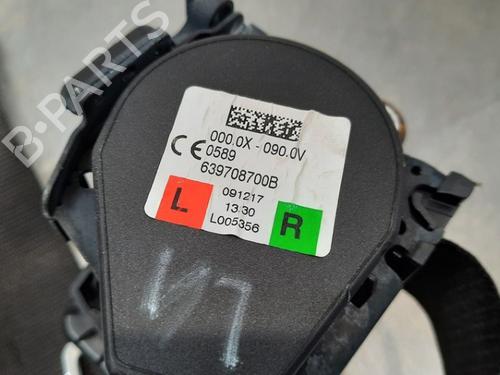 B-PARTS
000.0X - 090.0V
CE 0589
639708700B
L 091217 R
13:30
L005356